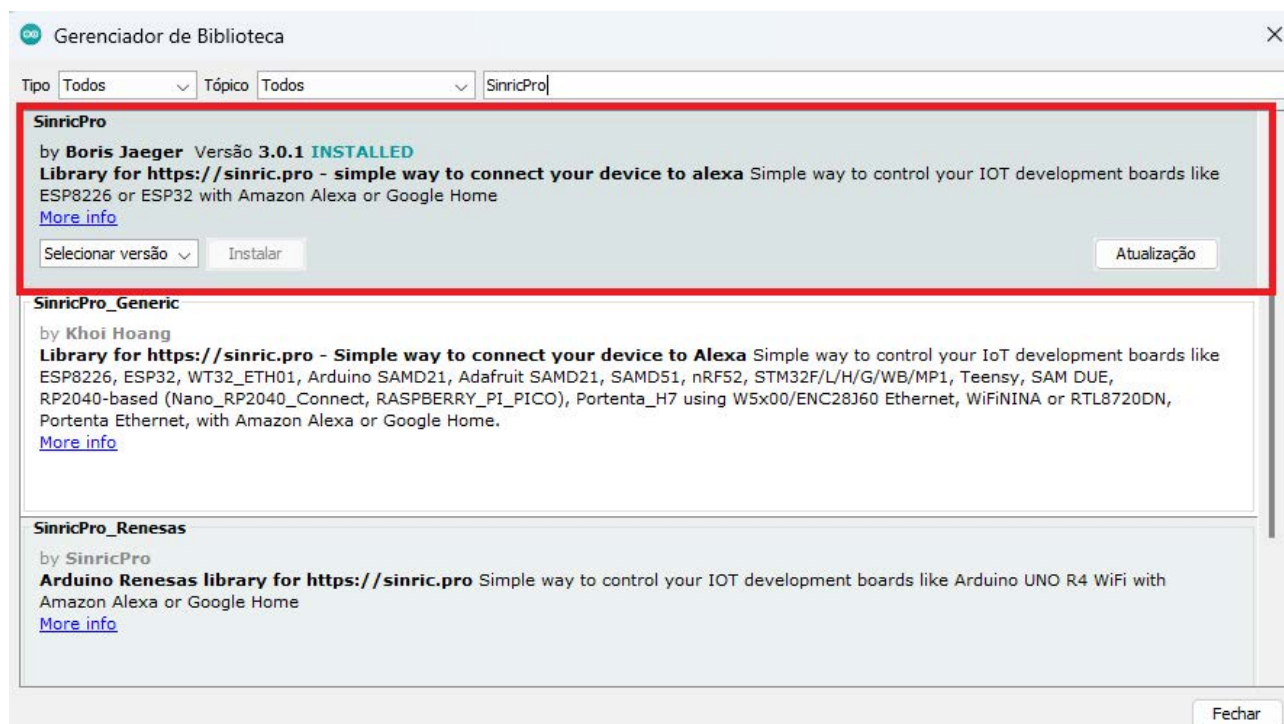 Gerenciador de Biblioteca
Tipo Todos Tópico Todos SinricPro
SinricPro
by Boris Jaeger Versão 3.0.1 INSTALLED
Library for https://sinric.pro - simple way to connect your device to alexa Simple way to control your IOT development boards like
ESP8226 or ESP32 with Amazon Alexa or Google Home
More info
Selecionar versão Instalar Atualização
SinricPro_Generic
by Khoi Hoang
Library for https://sinric.pro - Simple way to connect your device to Alexa Simple way to control your IoT development boards like
ESP8226, ESP32, WT32_ETH01, Arduino SAMD21, Adafruit SAMD21, SAMD51, nRF52, STM32F/L/H/G/WB/MP1, Teensy, SAM DUE,
RP2040-based (Nano_RP2040_Connect, RASPBERRY_PI_PICO), Portenta_H7 using W5x00/ENC28J60 Ethernet, WiFiNINA or RTL8720DN,
Portenta Ethernet, with Amazon Alexa or Google Home.
More info
SinricPro_Renesas
by SinricPro
Arduino Renesas library for https://sinric.pro Simple way to control your IOT development boards like Arduino UNO R4 WiFi with
Amazon Alexa or Google Home
More info
Fechar